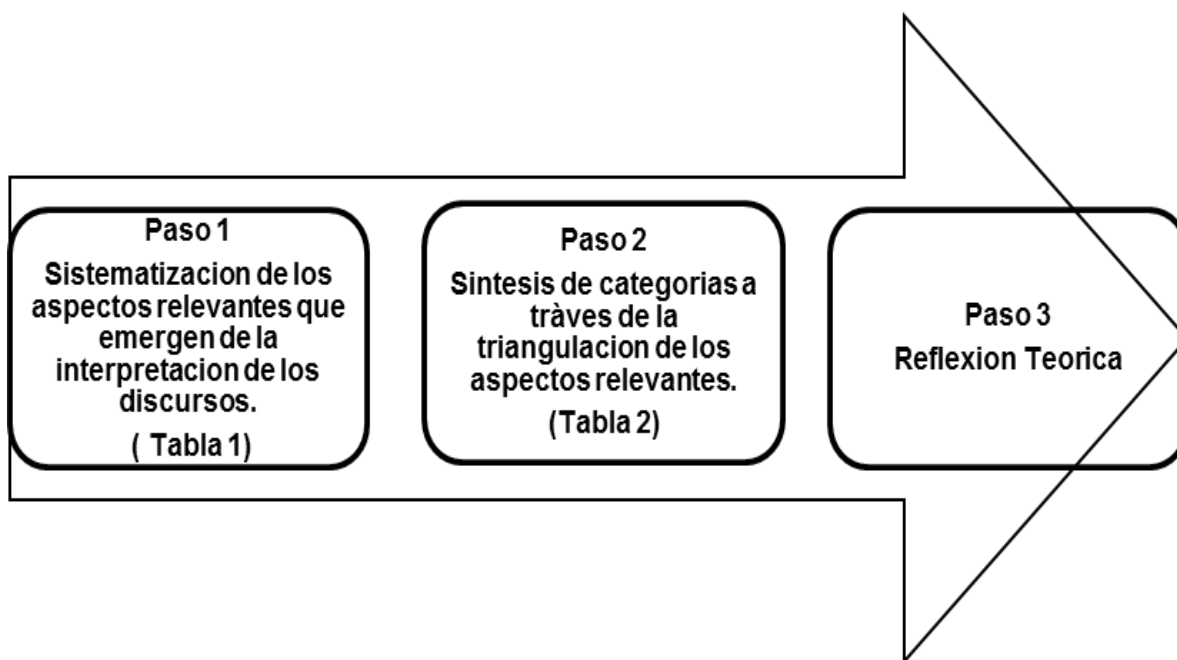 Paso 1
Sistematizacion de los
aspectos relevantes que
emergen de la
interpretacion de los
discursos.
( Tabla 1)
Paso 2
Sintesis de categorias a
tràves de la
triangulacion de los
aspectos relevantes.
(Tabla 2)
Paso 3
Reflexion Teorica